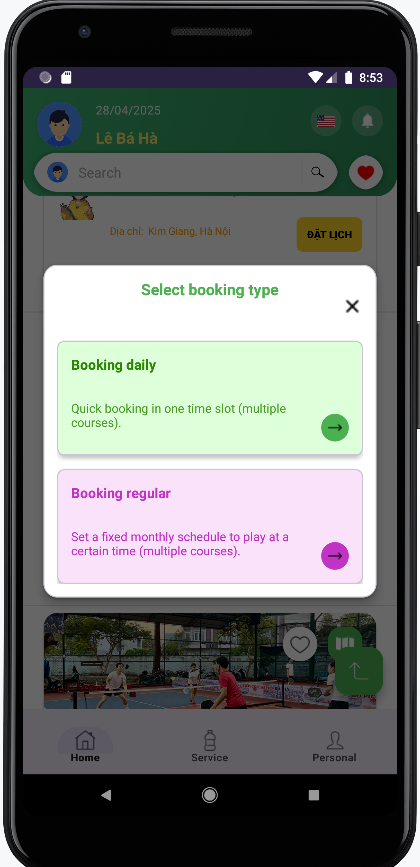 8:53
28/04/2025
Lê Bá Hà
Search
Địa chỉ: Kim Giang, Hà Nội
ĐẶT LỊCH
Select booking type
Booking daily
Quick booking in one time slot (multiple
courses).
Booking regular
Set a fixed monthly schedule to play at a
certain time (multiple courses).
Home
Service
Personal